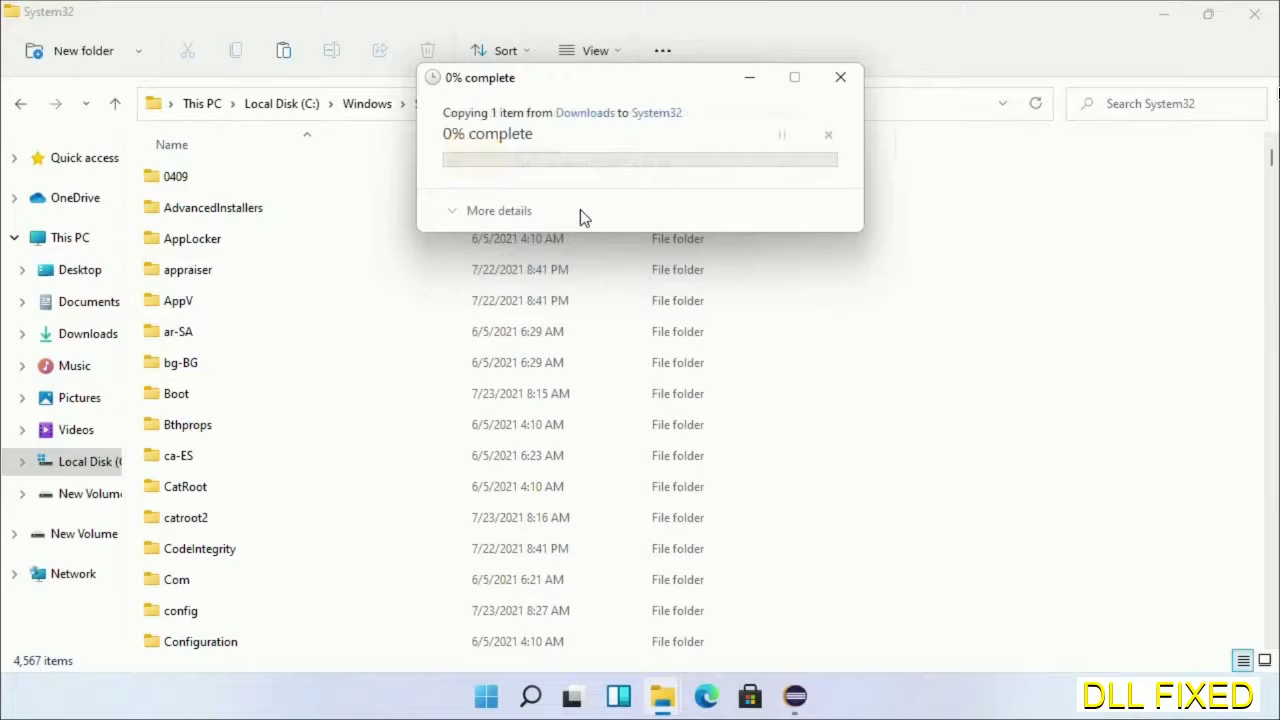 System32
New folder
Sort
View
0% complete
Copying 1 item from Downloads to System32
0% complete
More details
This PC
Local Disk (C:)
Windows
Search System32
Quick access
OneDrive
This PC
Desktop
Documents
Downloads
Music
Pictures
Videos
Local Disk (C
New Volum
New Volume
Network
Name
0409
AdvancedInstallers
AppLocker 6/5/2021 4:10 AM File folder
appraiser 7/22/2021 8:41 PM File folder
AppV 7/22/2021 8:41 PM File folder
ar-SA 6/5/2021 6:29 AM File folder
bg-BG 6/5/2021 6:29 AM File folder
Boot 7/23/2021 8:15 AM File folder
Bthprops 6/5/2021 4:10 AM File folder
ca-ES 6/5/2021 6:23 AM File folder
CatRoot 6/5/2021 4:10 AM File folder
catroot2 7/23/2021 8:16 AM File folder
CodeIntegrity 7/22/2021 8:41 PM File folder
Com 6/5/2021 6:21 AM File folder
config 7/23/2021 8:27 AM File folder
Configuration 6/5/2021 4:10 AM File folder
4,567 items
DLL FIXED